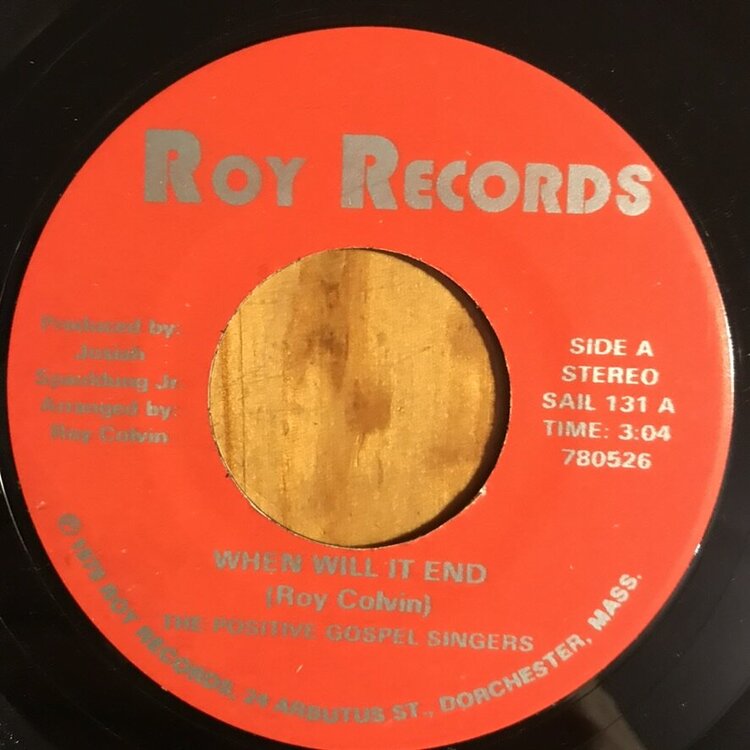 ROY RECORDS
Produced by:
Josiah
Spaulding Jr.
Arranged by:
Roy Colvin
SIDE A
STEREO
SAIL 131 A
TIME: 3:04
780526
WHEN WILL IT END
(Roy Colvin)
THE POSITIVE GOSPEL SINGERS
© 1978 ROY RECORDS, 24 ARBUTUS ST., DORCHESTER, MASS.